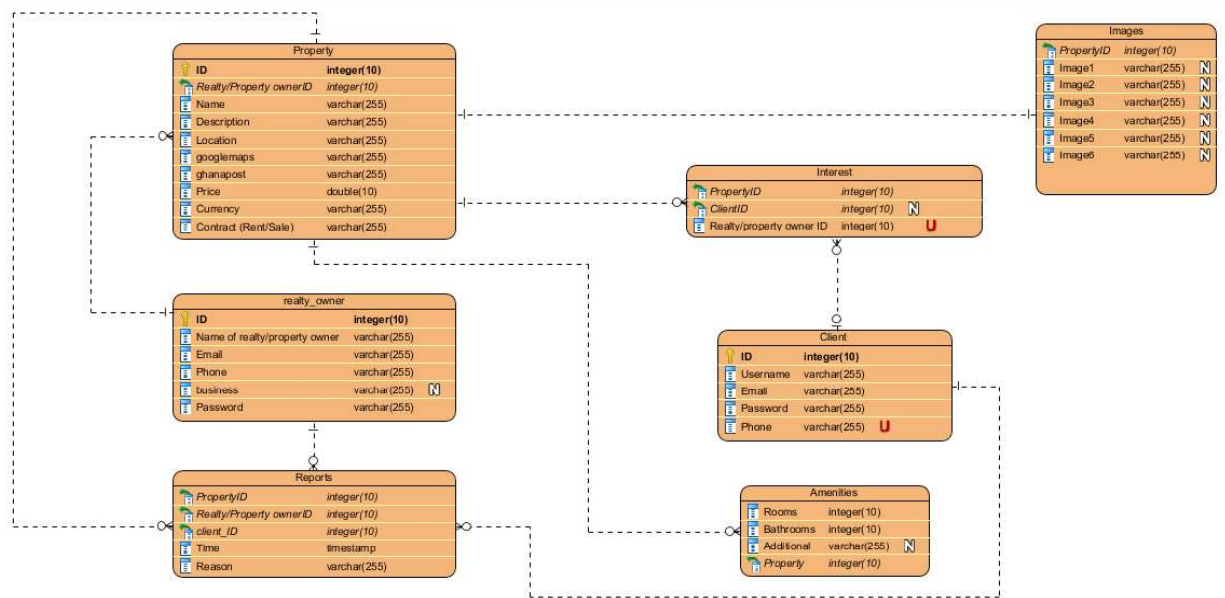 Property
ID integer(10)
Realty/Property ownerID integer(10)
Name varchar(255)
Description varchar(255)
Location varchar(255)
googlemaps varchar(255)
ghanapost varchar(255)
Price double(10)
Currency varchar(255)
Contract (Rent/Sale) varchar(255)
Images
PropertyID integer(10)
Image1 varchar(255) N
Image2 varchar(255) N
Image3 varchar(255) N
Image4 varchar(255) N
Image5 varchar(255) N
Image6 varchar(255) N
Interest
PropertyID integer(10)
ClientID integer(10) N
Realty/property owner ID integer(10) U
realty_owner
ID integer(10)
Name of realty/property owner varchar(255)
Email varchar(255)
Phone varchar(255)
business varchar(255) N
Password varchar(255)
Client
ID integer(10)
Username varchar(255)
Email varchar(255)
Password varchar(255)
Phone varchar(255) U
Reports
PropertyID integer(10)
Realty/Property ownerID integer(10)
client_ID integer(10)
Time timestamp
Reason varchar(255)
Amenities
Rooms integer(10)
Bathrooms integer(10)
Additional varchar(255) N
Property integer(10)